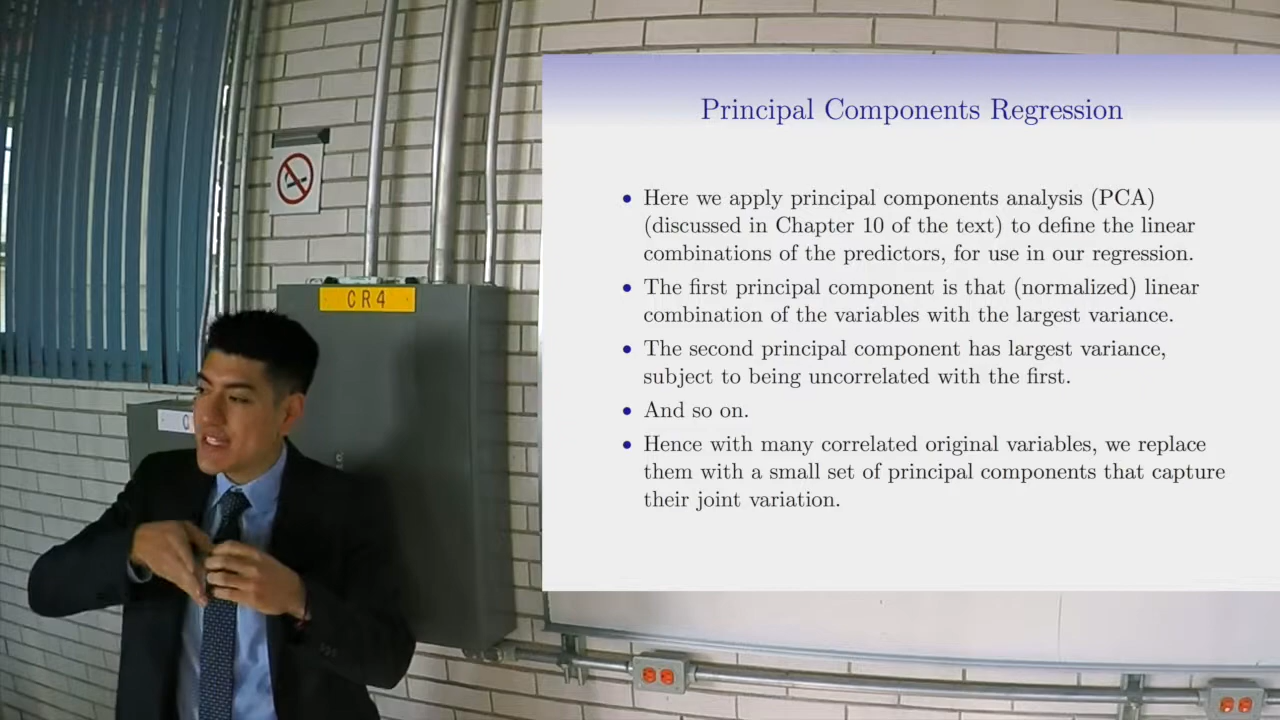 Principal Components Regression
• Here we apply principal components analysis (PCA)
(discussed in Chapter 10 of the text) to define the linear
combinations of the predictors, for use in our regression.
• The first principal component is that (normalized) linear
combination of the variables with the largest variance.
• The second principal component has largest variance,
subject to being uncorrelated with the first.
• And so on.
• Hence with many correlated original variables, we replace
them with a small set of principal components that capture
their joint variation.
CR4